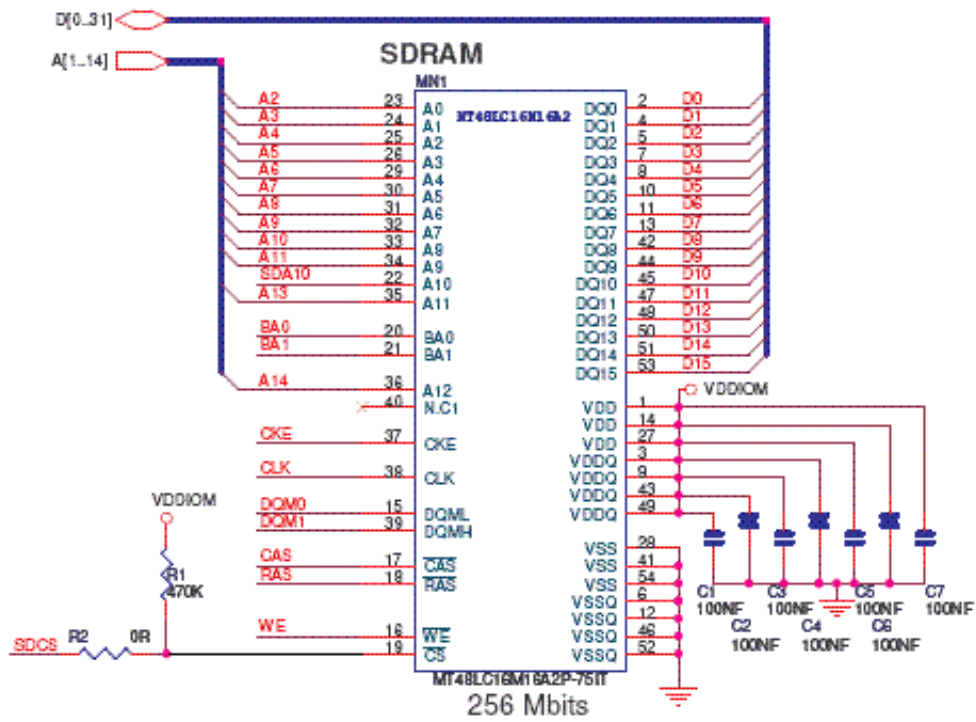 D[0..31]
A[1..14]
SDRAM
MN1
MT48LC16M16A2
A2 23 A0 DQ0 2 D0
A3 24 A1 DQ1 4 D1
A4 25 A2 DQ2 5 D2
A5 26 A3 DQ3 7 D3
A6 29 A4 DQ4 8 D4
A7 30 A5 DQ5 10 D5
A8 31 A6 DQ6 11 D6
A9 32 A7 DQ7 13 D7
A10 33 A8 DQ8 42 D8
A11 34 A9 DQ9 44 D9
SDA10 22 A10 DQ10 45 D10
A13 35 A11 DQ11 47 D11
DQ12 48 D12
BA0 20 BA0 DQ13 50 D13
BA1 21 BA1 DQ14 51 D14
DQ15 53 D15
A14 36 A12
VDDIOM
40 N.C1 VDD 1
VDD 14
CKE 37 CKE VDD 27
VDDQ 3
CLK 38 CLK VDDQ 9
VDDQ 43
VDDIOM
DQM0 15 DQML VDDQ 49
DQM1 39 DQMH
VSS 28
CAS 17 CAS VSS 41
RAS 18 RAS VSS 54
R1
470K
VSSQ 6
VSSQ 12
WE 16 WE VSSQ 46
SDCS R2 0R 19 CS VSSQ 52
C1 C3 C5 C7
100NF 100NF 100NF 100NF
C2 C4 C6
100NF 100NF 100NF
MT48LC16M16A2P-75IT
256 Mbits